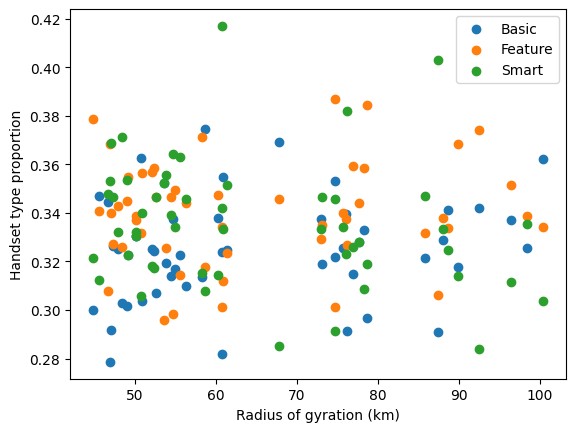 0.42
0.40
0.38
0.36
0.34
0.32
0.30
0.28
Handset type proportion
Basic
Feature
Smart
50
60
70
80
90
100
Radius of gyration (km)